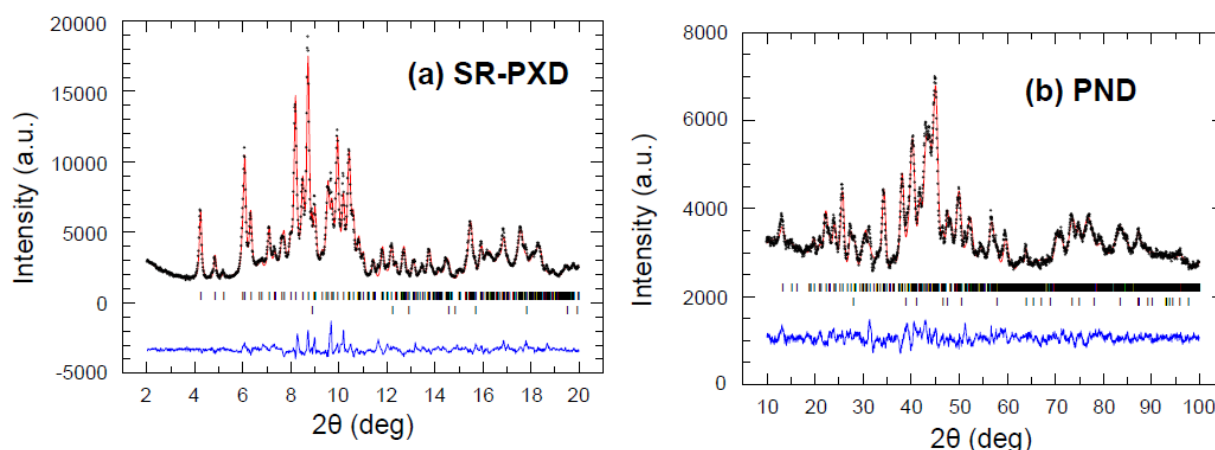 20000
15000
10000
5000
0
-5000
Intensity (a.u.)
(a) SR-PXD
2 4 6 8 10 12 14 16 18 20
2θ (deg)
8000
6000
4000
2000
0
Intensity (a.u.)
(b) PND
10 20 30 40 50 60 70 80 90 100
2θ (deg)